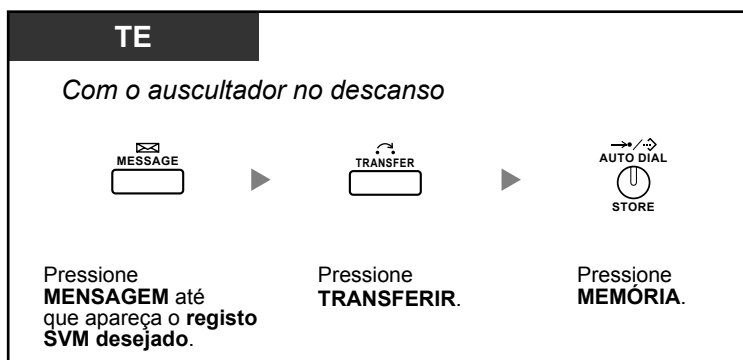 TE
Com o auscultador no descanso
MESSAGE
TRANSFER
AUTO DIAL
STORE
Pressione
MENSAGEM até
que apareça o registo
SVM desejado.
Pressione
TRANSFERIR.
Pressione
MEMÓRIA.